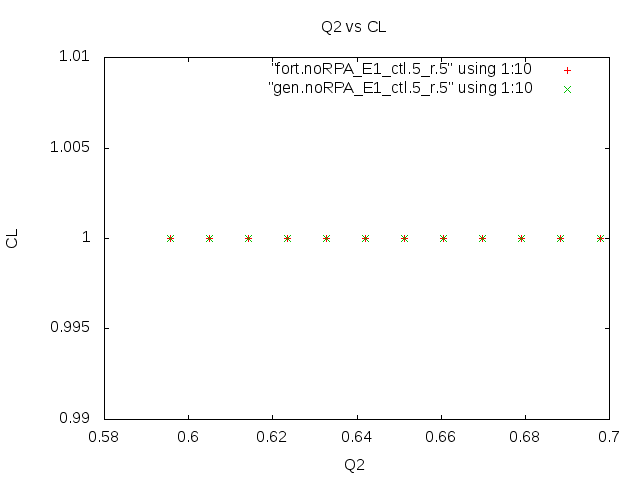 Q2 vs CL
"fort.noRPA_E1_ctl.5_r.5" using 1:10
"gen.noRPA_E1_ctl.5_r.5" using 1:10
1.01
1.005
1
0.995
0.99
CL
0.58 0.6 0.62 0.64 0.66 0.68 0.7
Q2